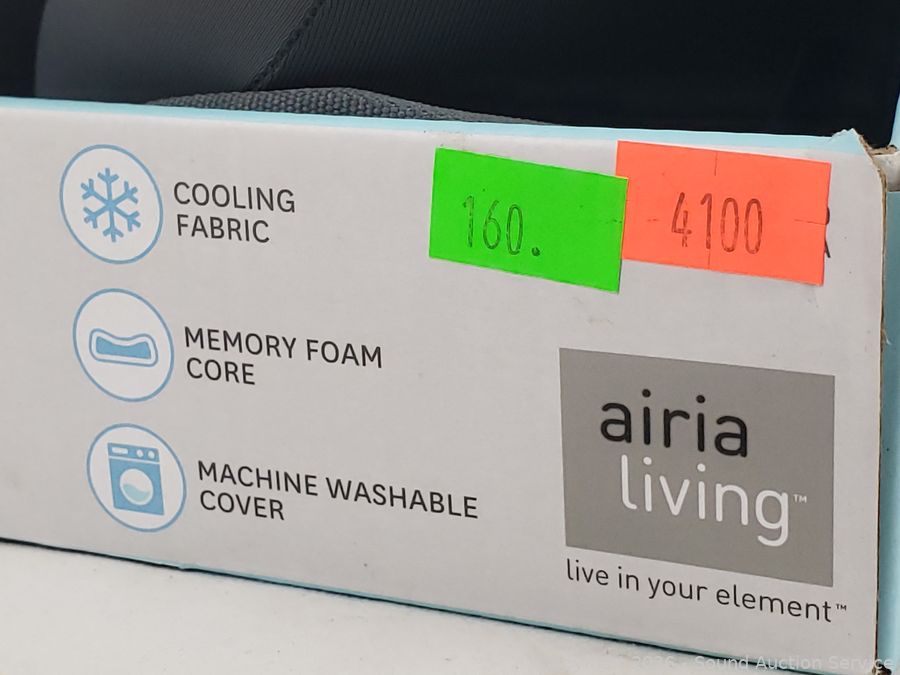 COOLING
FABRIC
160.
4100
MEMORY FOAM
CORE
MACHINE WASHABLE
COVER
airia
living™
live in your element™
2026 - Sound Auction Service